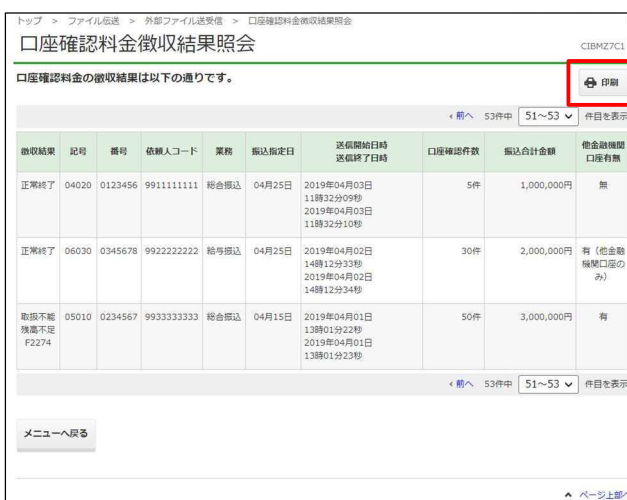 トップ > ファイル伝送 > 外部ファイル送受信 > 口座確認料金徴収結果照会
口座確認料金徴収結果照会
CIBMZ7C1
口座確認料金の徴収結果は以下の通りです。
印刷
‹前へ 53件中 51～53 件目を表示
徴収結果 記号 番号 依頼人コード 業務 振込指定日 送信開始日時 送信終了日時 口座確認件数 振込合計金額 他金融機関口座有無
正常終了 04020 0123456 9911111111 総合振込 04月25日 2019年04月03日 5件 1,000,000円 無
11時32分09秒
2019年04月03日
11時32分10秒
正常終了 06030 0345678 9922222222 給与振込 04月25日 2019年04月02日 30件 2,000,000円 有（他金融
14時12分33秒 機関口座の
2019年04月02日 み）
14時12分34秒
取扱不能 05010 0234567 9933333333 総合振込 04月15日 2019年04月01日 50件 3,000,000円 有
残高不足 13時01分22秒
F2274 2019年04月01日
13時01分23秒
‹前へ 53件中 51～53 件目を表示
メニューへ戻る
ページ上部へ